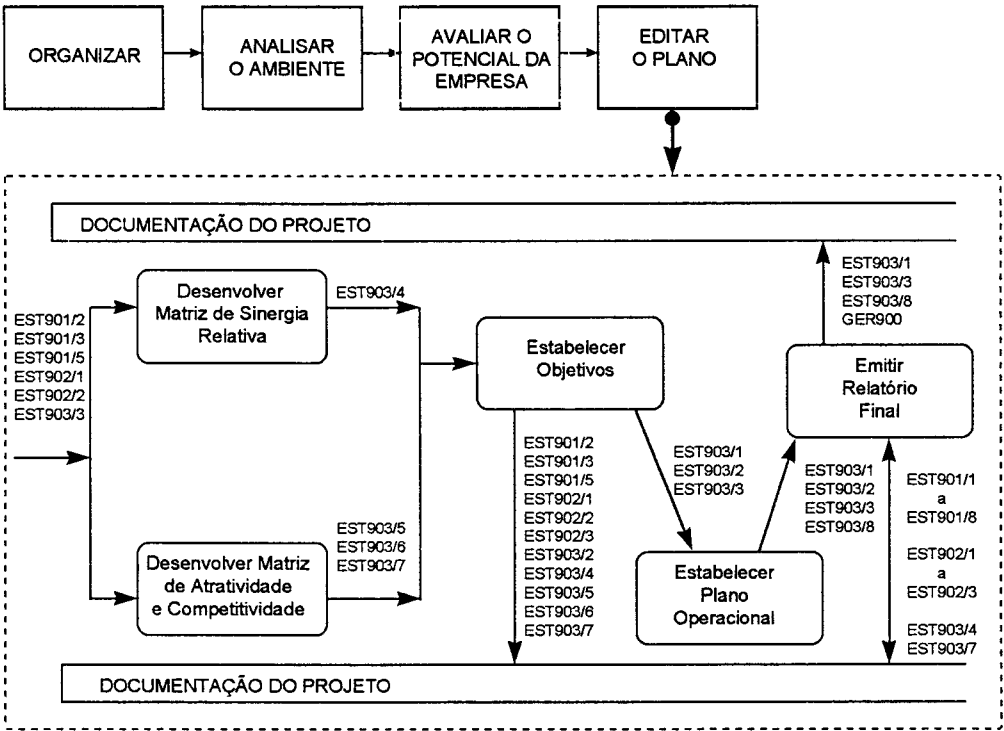 ORGANIZAR
ANALISAR
O AMBIENTE
AVALIAR O
POTENCIAL DA
EMPRESA
EDITAR
O PLANO
DOCUMENTAÇÃO DO PROJETO
EST901/2
EST901/3
EST901/5
EST902/1
EST902/2
EST903/3
Desenvolver
Matriz de Sinergia
Relativa
EST903/4
Desenvolver Matriz
de Atratividade
e Competitividade
EST903/5
EST903/6
EST903/7
Estabelecer
Objetivos
EST901/2
EST901/3
EST901/5
EST902/1
EST902/2
EST902/3
EST903/2
EST903/4
EST903/5
EST903/6
EST903/7
EST903/1
EST903/2
EST903/3
Estabelecer
Plano
Operacional
EST903/1
EST903/2
EST903/3
EST903/8
Emitir
Relatório
Final
EST903/1
EST903/3
EST903/8
GER900
EST901/1
a
EST901/8
EST902/1
a
EST902/3
EST903/4
EST903/7
DOCUMENTAÇÃO DO PROJETO